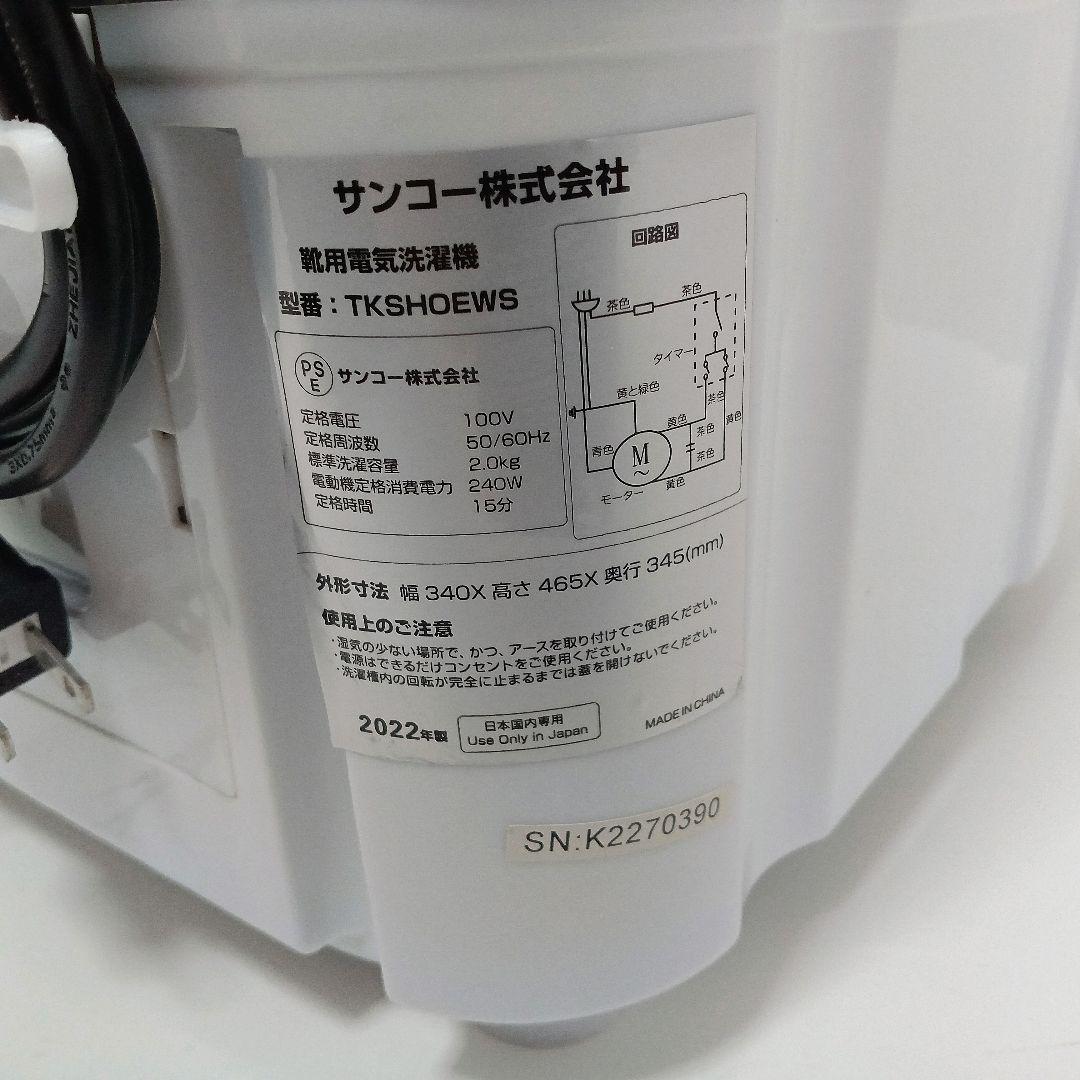 サンコー株式会社
靴用電気洗濯機
型番：TKSHOEWS
PSE サンコー株式会社
定格電圧 100V
定格周波数 50/60Hz
標準洗濯容量 2.0kg
電動機定格消費電力 240W
定格時間 15分
回路図
茶色
茶色
タイマー
黄と緑色
茶色
黄色
茶色
黄色
青色
M
~
茶色
モーター
黄色
外形寸法 幅 340X 高さ 465X 奥行 345(mm)
使用上のご注意
・湿気の少ない場所で、かつ、アースを取り付けてご使用ください。
・電源はできるだけコンセントをご使用ください。
・洗濯槽内の回転が完全に止まるまでは蓋を開けないでください。
2022年製
日本国内専用
Use Only in Japan
MADE IN CHINA
SN:K2270390